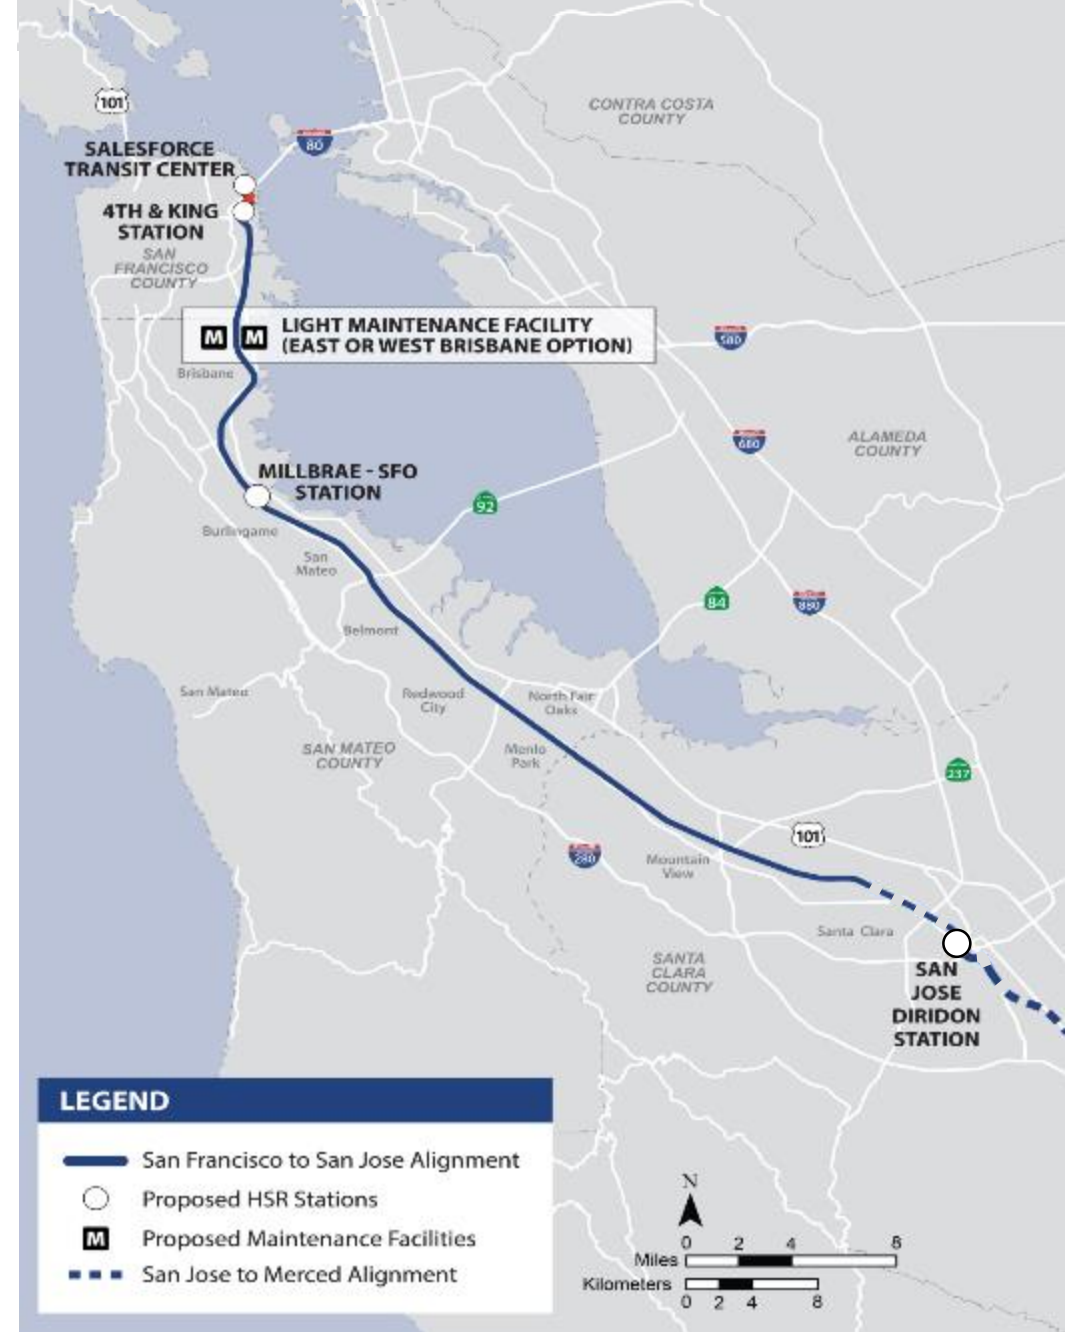 101
CONTRA COSTA
COUNTY
80
SALESFORCE
TRANSIT CENTER
4TH & KING
STATION
SAN
FRANCISCO
COUNTY
M M LIGHT MAINTENANCE FACILITY
(EAST OR WEST BRISBANE OPTION)
580
Brisbane
680
ALAMEDA
COUNTY
MILLBRAE - SFO
STATION
92
Burlingame
San
Mateo
84
880
Belmont
San Mateo
Redwood
City
North Fair
Oaks
SAN MATEO
COUNTY
Menlo
Park
237
101
280
Mountain
View
Santa Clara
SANTA
CLARA
COUNTY
SAN
JOSE
DIRIDON
STATION
LEGEND
San Francisco to San Jose Alignment
Proposed HSR Stations
M Proposed Maintenance Facilities
San Jose to Merced Alignment
N
0 2 4 8
Miles
Kilometers
0 2 4 8